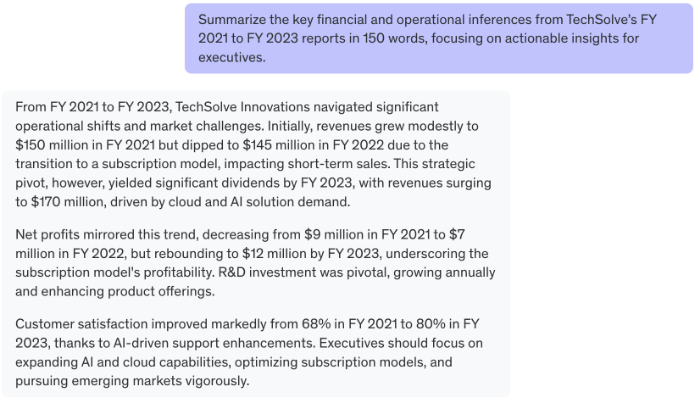 Summarize the key financial and operational inferences from TechSolve's FY
2021 to FY 2023 reports in 150 words, focusing on actionable insights for
executives.
From FY 2021 to FY 2023, TechSolve Innovations navigated significant
operational shifts and market challenges. Initially, revenues grew modestly to
$150 million in FY 2021 but dipped to $145 million in FY 2022 due to the
transition to a subscription model, impacting short-term sales. This strategic
pivot, however, yielded significant dividends by FY 2023, with revenues surging
to $170 million, driven by cloud and AI solution demand.
Net profits mirrored this trend, decreasing from $9 million in FY 2021 to $7
million in FY 2022, but rebounding to $12 million by FY 2023, underscoring the
subscription model's profitability. R&D investment was pivotal, growing annually
and enhancing product offerings.
Customer satisfaction improved markedly from 68% in FY 2021 to 80% in FY
2023, thanks to AI-driven support enhancements. Executives should focus on
expanding AI and cloud capabilities, optimizing subscription models, and
pursuing emerging markets vigorously.